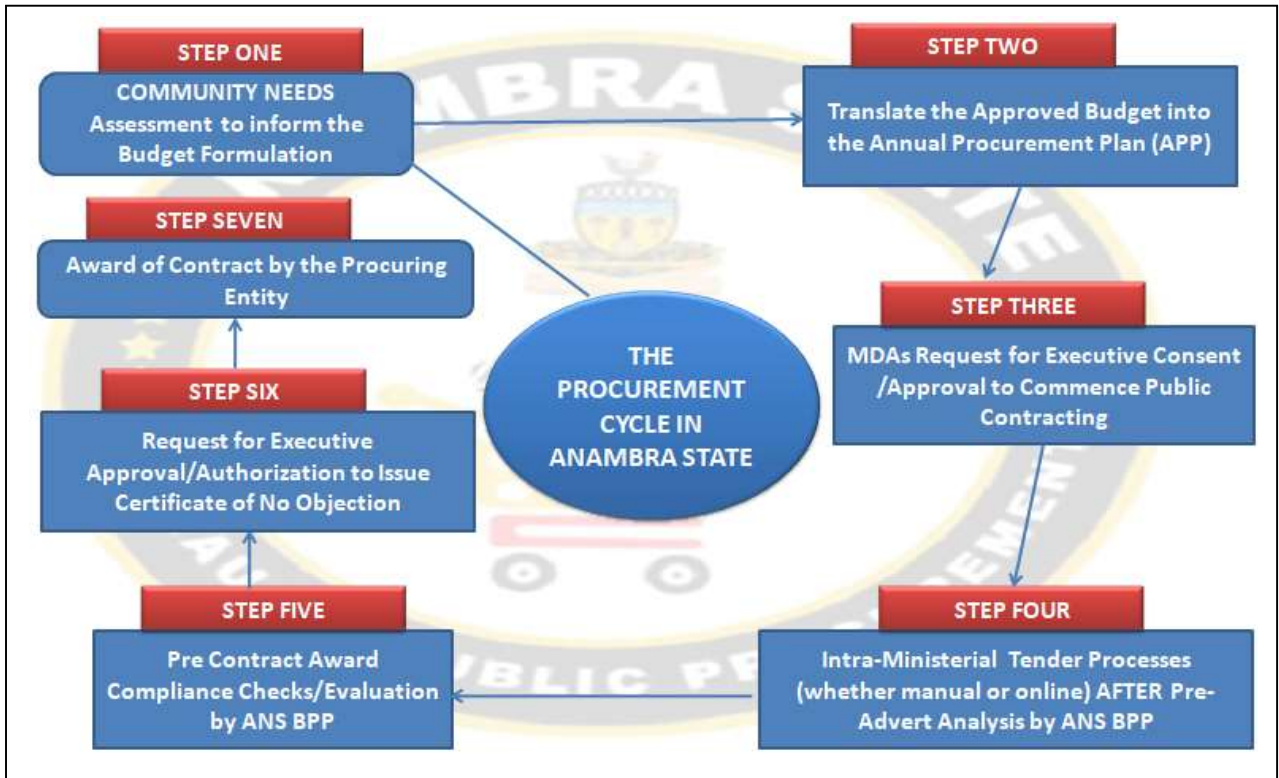 STEP ONE
COMMUNITY NEEDS
Assessment to inform the
Budget Formulation
STEP TWO
Translate the Approved Budget into
the Annual Procurement Plan (APP)
STEP THREE
MDAs Request for Executive Consent
/Approval to Commence Public
Contracting
STEP FOUR
Intra-Ministerial Tender Processes
(whether manual or online) AFTER Pre-
Advert Analysis by ANS BPP
STEP FIVE
Pre Contract Award
Compliance Checks/Evaluation
by ANS BPP
STEP SIX
Request for Executive
Approval/Authorization to Issue
Certificate of No Objection
STEP SEVEN
Award of Contract by the Procuring
Entity
THE
PROCUREMENT
CYCLE IN
ANAMBRA STATE